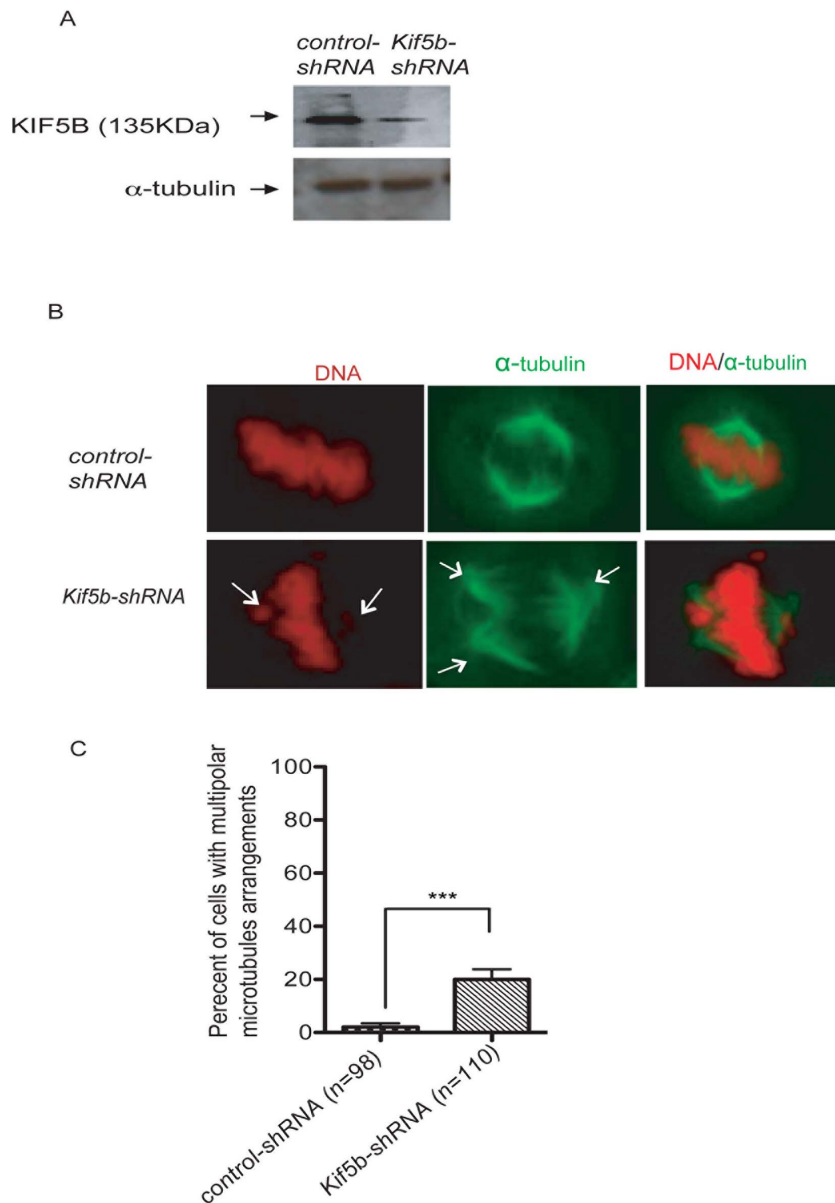 A
control- Kif5b-
shRNA shRNA
KIF5B (135KDa)
α-tubulin
B
DNA α-tubulin DNA/α-tubulin
control-
shRNA
Kif5b-shRNA
C
Perecent of cells with multipolar
microtubules arrangements
100
80
60
40
20
0
***
control-shRNA (n=98)
Kif5b-shRNA (n=110)